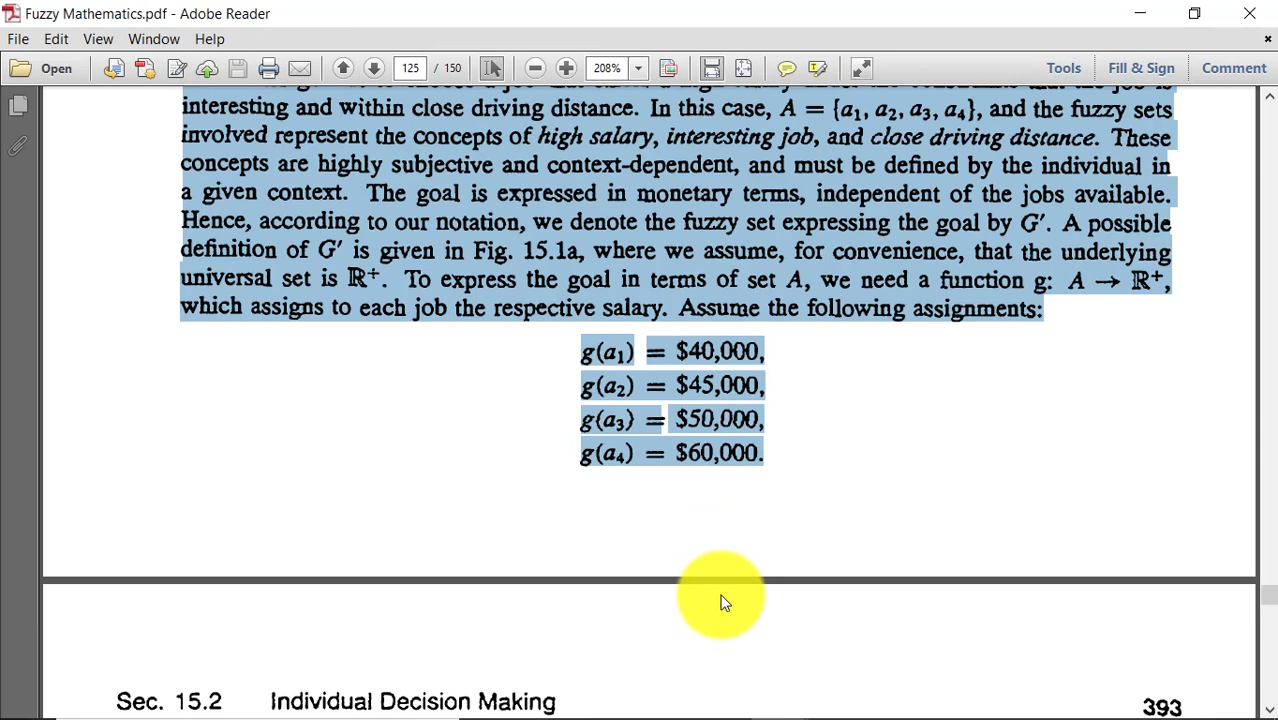 Fuzzy Mathematics.pdf - Adobe Reader
File Edit View Window Help
Open 125 / 150 208% Tools Fill & Sign Comment
interesting and within close driving distance. In this case, A = {a₁, a₂, a₃, a₄}, and the fuzzy sets
involved represent the concepts of high salary, interesting job, and close driving distance. These
concepts are highly subjective and context-dependent, and must be defined by the individual in
a given context. The goal is expressed in monetary terms, independent of the jobs available.
Hence, according to our notation, we denote the fuzzy set expressing the goal by G′. A possible
definition of G′ is given in Fig. 15.1a, where we assume, for convenience, that the underlying
universal set is ℝ⁺. To express the goal in terms of set A, we need a function g: A → ℝ⁺,
which assigns to each job the respective salary. Assume the following assignments:
g(a₁) = $40,000,
g(a₂) = $45,000,
g(a₃) = $50,000,
g(a₄) = $60,000.
Sec. 15.2 Individual Decision Making 393